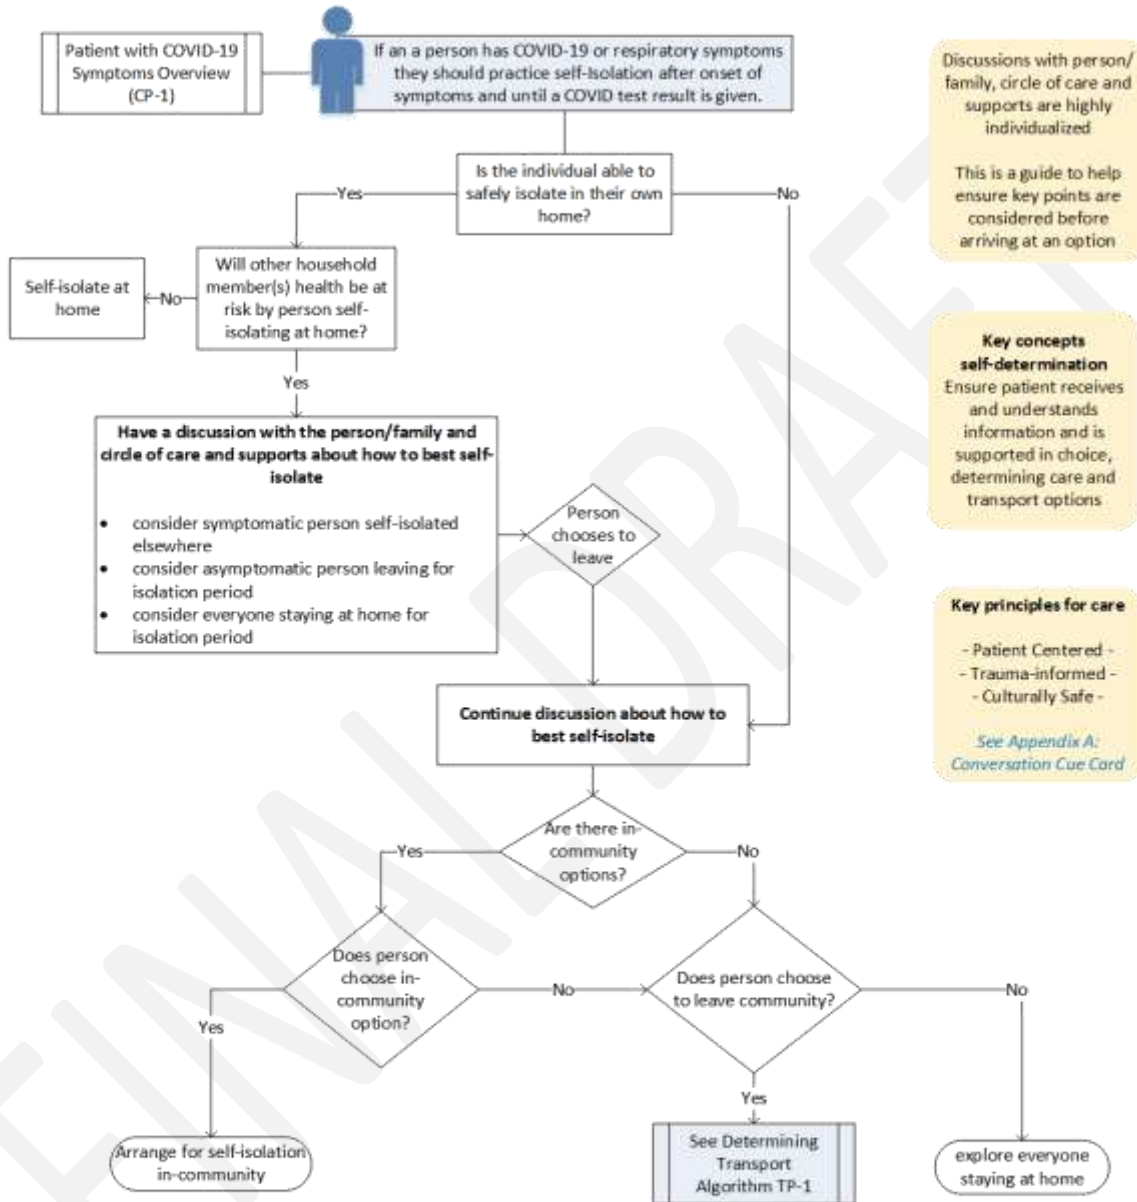 Patient with COVID-19
Symptoms Overview
(CP-1)
If an a person has COVID-19 or respiratory symptoms
they should practice self-Isolation after onset of
symptoms and until a COVID test result is given.
Discussions with person/
family, circle of care and
supports are highly
individualized
This is a guide to help
ensure key points are
considered before
arriving at an option
Is the individual able to
safely isolate in their own
home?
Yes
No
Will other household
member(s) health be at
risk by person self-
isolating at home?
No
Self-isolate at
home
Yes
Key concepts
self-determination
Ensure patient receives
and understands
information and is
supported in choice,
determining care and
transport options
Have a discussion with the person/family and
circle of care and supports about how to best self-
isolate
• consider symptomatic person self-isolated
elsewhere
• consider asymptomatic person leaving for
isolation period
• consider everyone staying at home for
isolation period
Person
chooses to
leave
Key principles for care
- Patient Centered -
- Trauma-informed -
- Culturally Safe -
See Appendix A:
Conversation Cue Card
Continue discussion about how to
best self-isolate
Are there in-
community
options?
Yes
No
Does person
choose in-
community
option?
No
Does person choose
to leave community?
No
Yes
Yes
Arrange for self-isolation
in-community
See Determining
Transport
Algorithm TP-1
explore everyone
staying at home
FINAL DRAFT